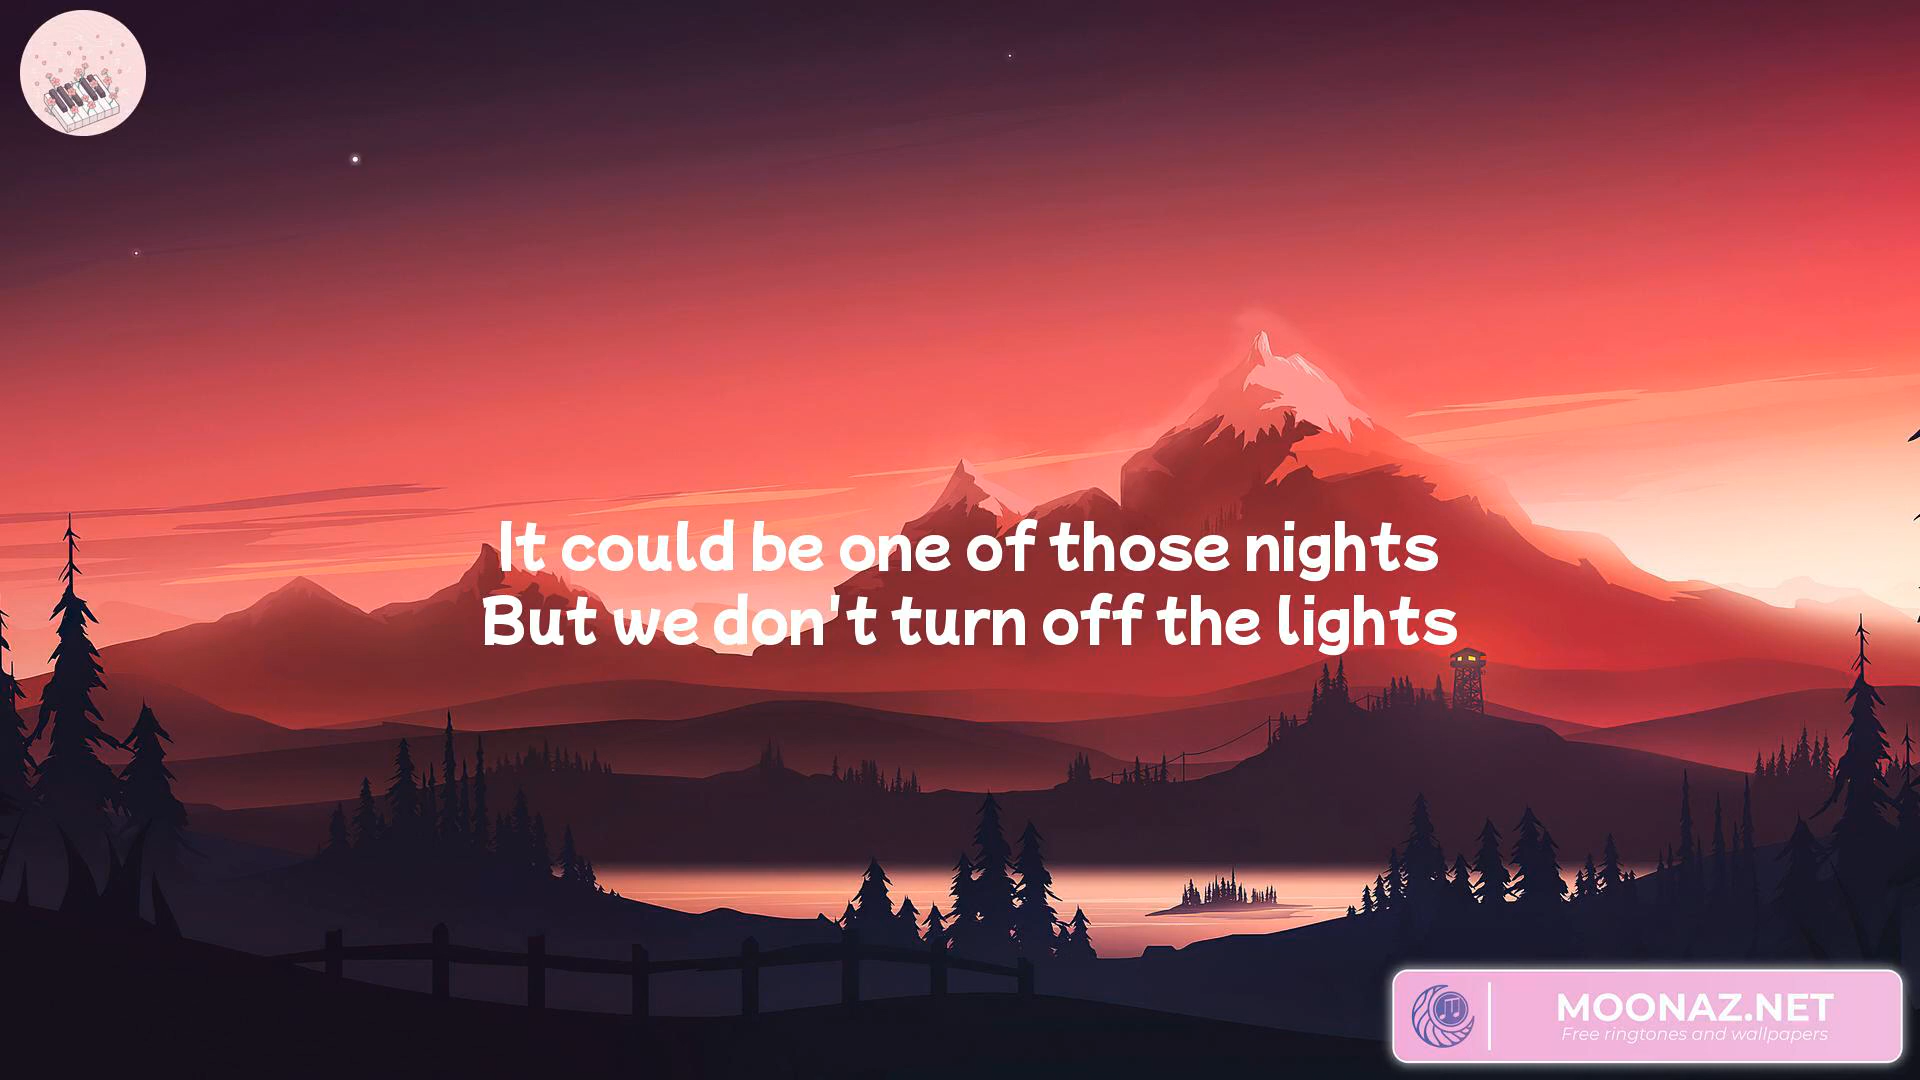 It could be one of those nights
But we don't turn off the lights
MOONAZ.NET
Free ringtones and wallpapers